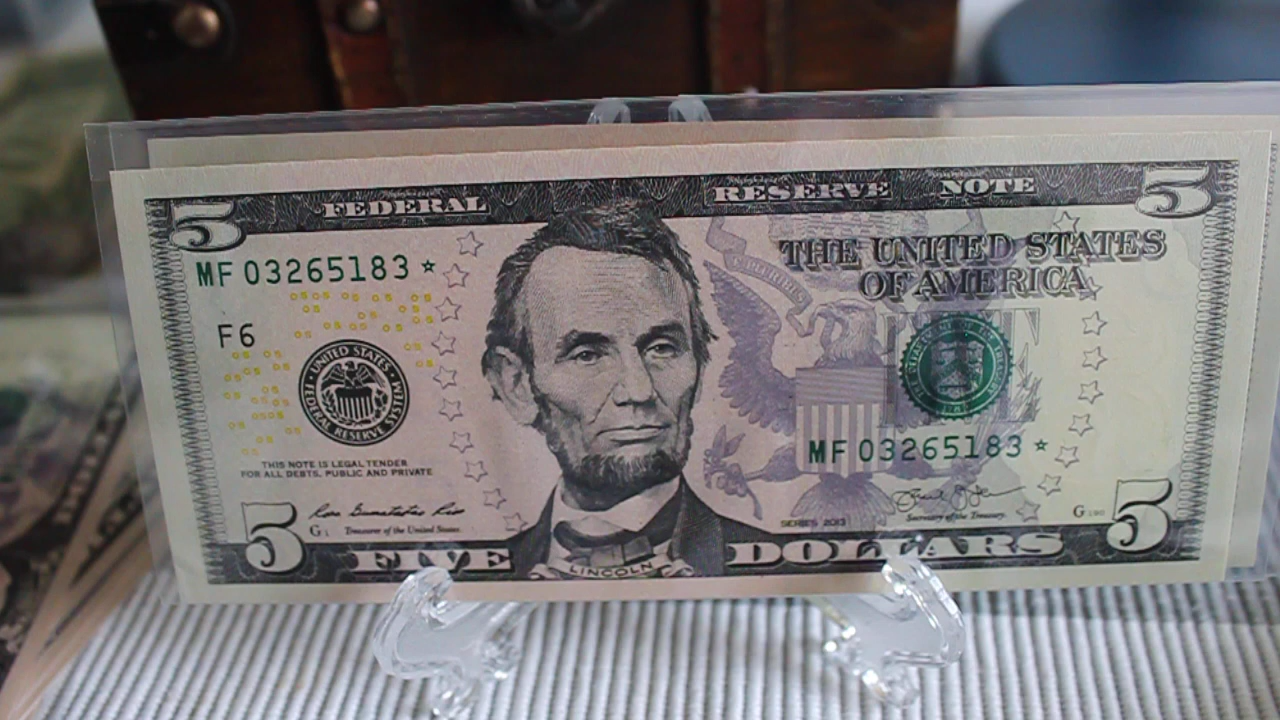 5 FEDERAL RESERVE NOTE 5
MF 03265183 ★
THE UNITED STATES
OF AMERICA
F6
UNITED STATES FEDERAL RESERVE SYSTEM
MF 03265183 ★
THIS NOTE IS LEGAL TENDER
FOR ALL DEBTS, PUBLIC AND PRIVATE
G1 Treasurer of the United States.
SERIES 2013
Secretary of the Treasury.
G
5 FIVE DOLLARS 5
LINCOLN